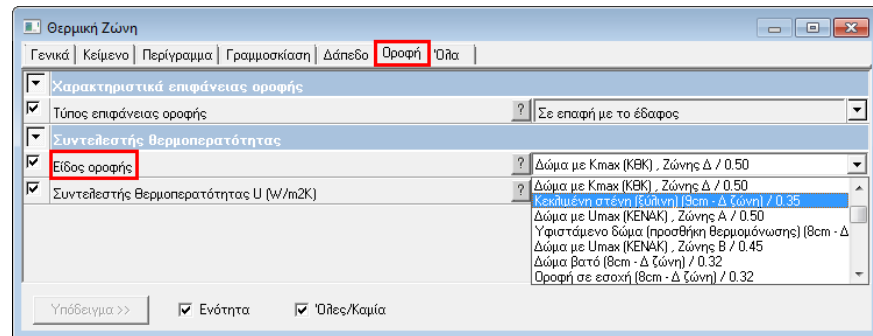 Θερμική Ζώνη
Γενικά Κείμενο Περίγραμμα Γραμμοσκίαση Δάπεδο Οροφή Όλα
Χαρακτηριστικά επιφάνειας οροφής
Τύπος επιφάνειας οροφής ? Σε επαφή με το έδαφος
Συντελεστής θερμοπερατότητας
Είδος οροφής ? Δώμα με Kmax (ΚΘΚ) , Ζώνης Δ / 0.50
Συντελεστής θερμοπερατότητας U (W/m2K) ? Δώμα με Kmax (ΚΘΚ) , Ζώνης Δ / 0.50
Κεκλιμένη στένη (ξύλινη) (9cm - Δ ζώνη) / 0.35
Δώμα με Umax (ΚΕΝΑΚ) , Ζώνης Α / 0.50
Υφιστάμενο δώμα (προσθήκη θερμομόνωσης) (8cm - Δ
Δώμα με Umax (ΚΕΝΑΚ) , Ζώνης Β / 0.45
Δώμα βατό (8cm - Δ ζώνη) / 0.32
Οροφή σε εσοχή (8cm - Δ ζώνη) / 0.32
Υπόδειγμα >> Ενότητα Όλες/Καμία